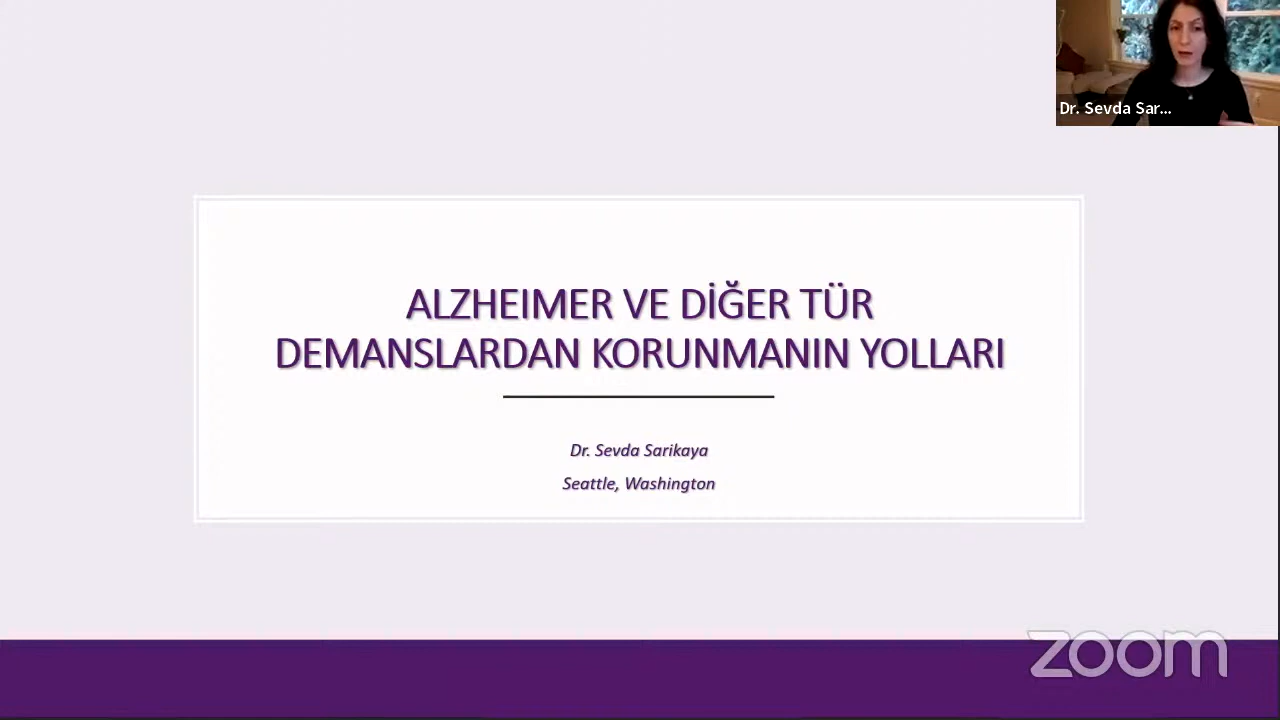 Dr. Sevda Sar...
ALZHEIMER VE DİĞER TÜR
DEMANSLARDAN KORUNMANIN YOLLARI
Dr. Sevda Sarikaya
Seattle, Washington
zoom